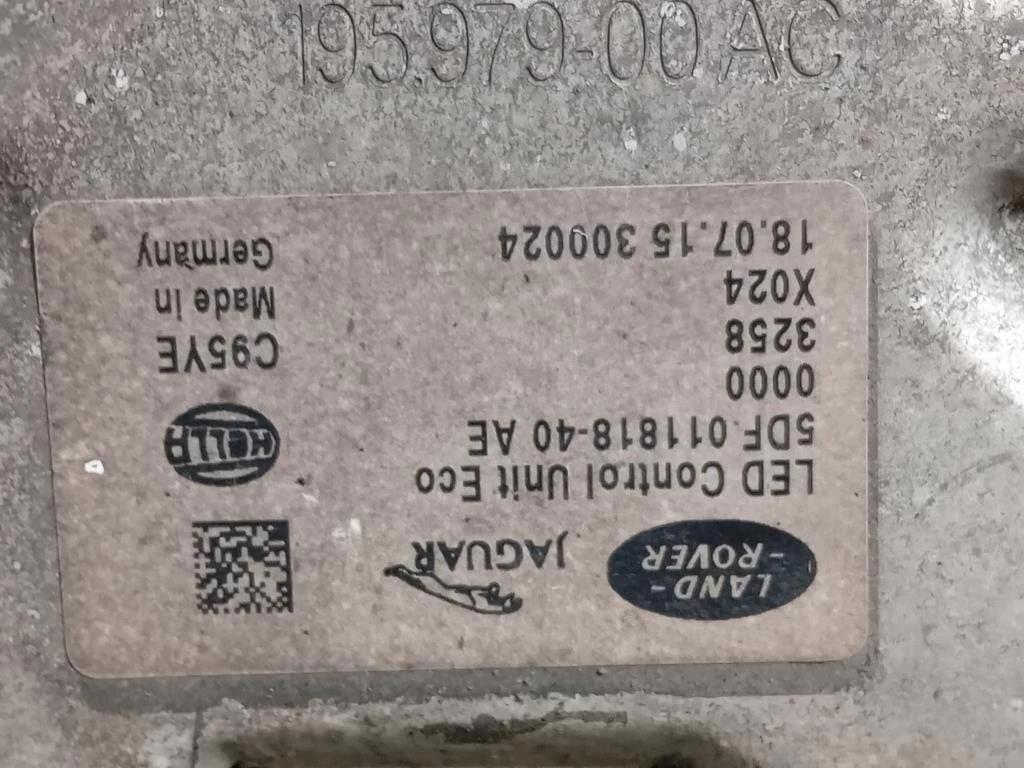 195.979-00 AC
LAND-
-ROVER
JAGUAR
LED Control Unit Eco
5DF 011818-40 AE
0000
3258
X024
18.07.15 300024
HELLA
C95YE
Made in
Germany